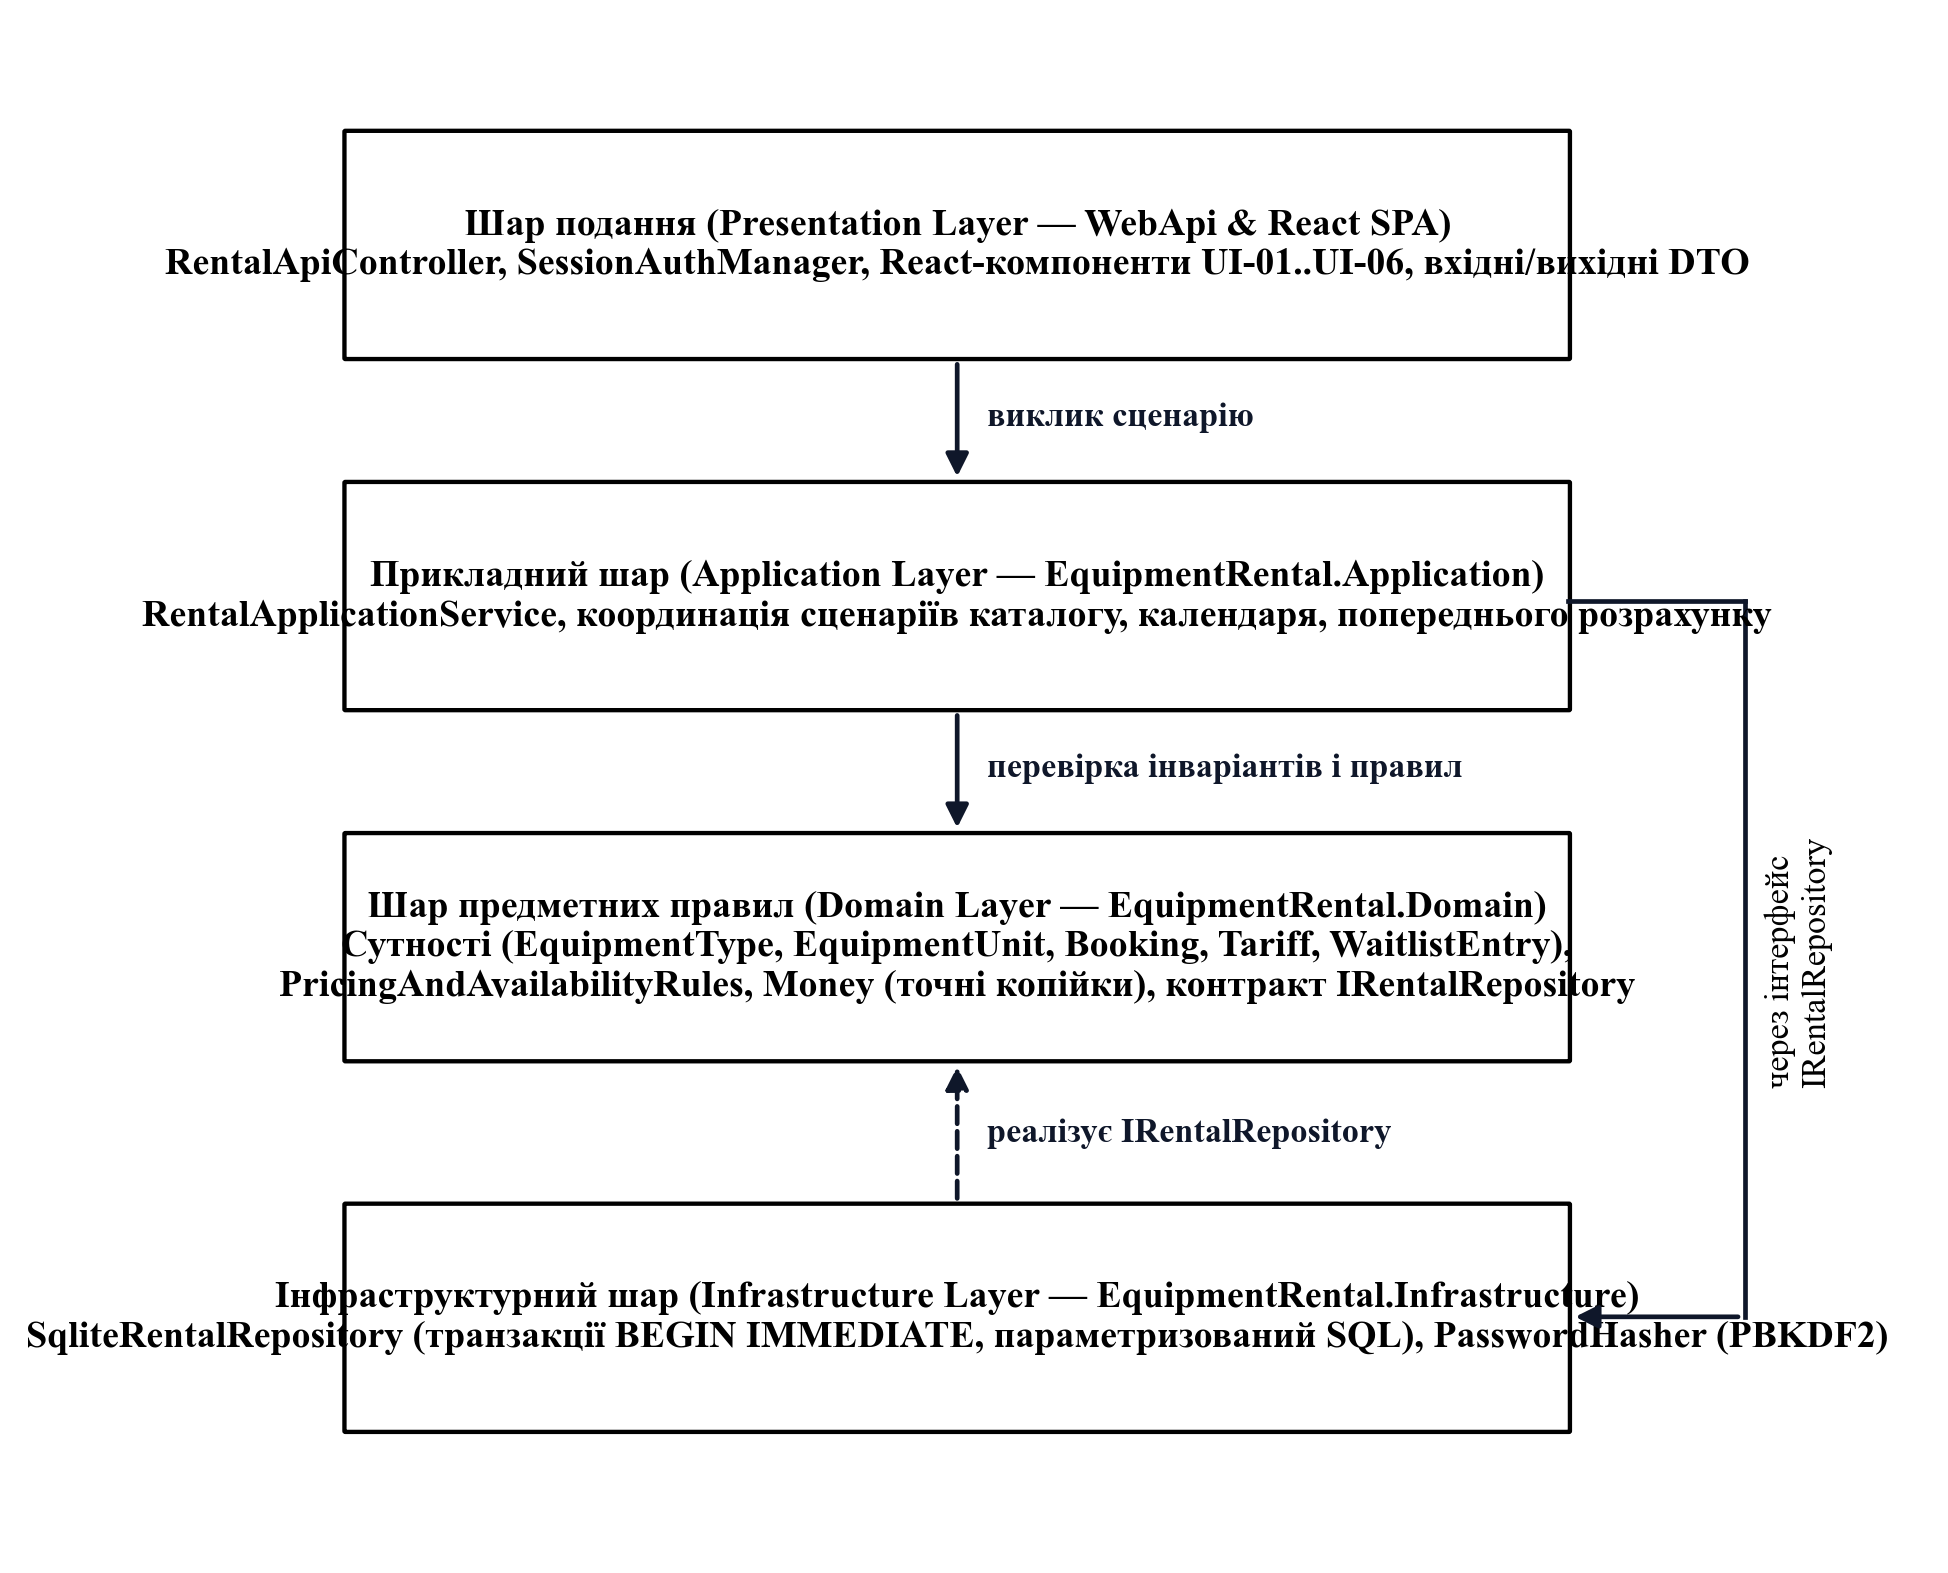 Шар подання (Presentation Layer — WebApi & React SPA)
RentalApiController, SessionAuthManager, React-компоненти UI-01..UI-06, вхідні/вихідні DTO
виклик сценарію
Прикладний шар (Application Layer — EquipmentRental.Application)
RentalApplicationService, координація сценаріїв каталогу, календаря, попереднього розрахунку
перевірка інваріантів і правил
Шар предметних правил (Domain Layer — EquipmentRental.Domain)
Сутності (EquipmentType, EquipmentUnit, Booking, Tariff, WaitlistEntry),
PricingAndAvailabilityRules, Money (точні копійки), контракт IRentalRepository
через інтерфейс
IRentalRepository
реалізує IRentalRepository
Інфраструктурний шар (Infrastructure Layer — EquipmentRental.Infrastructure)
SqliteRentalRepository (транзакції BEGIN IMMEDIATE, параметризований SQL), PasswordHasher (PBKDF2)